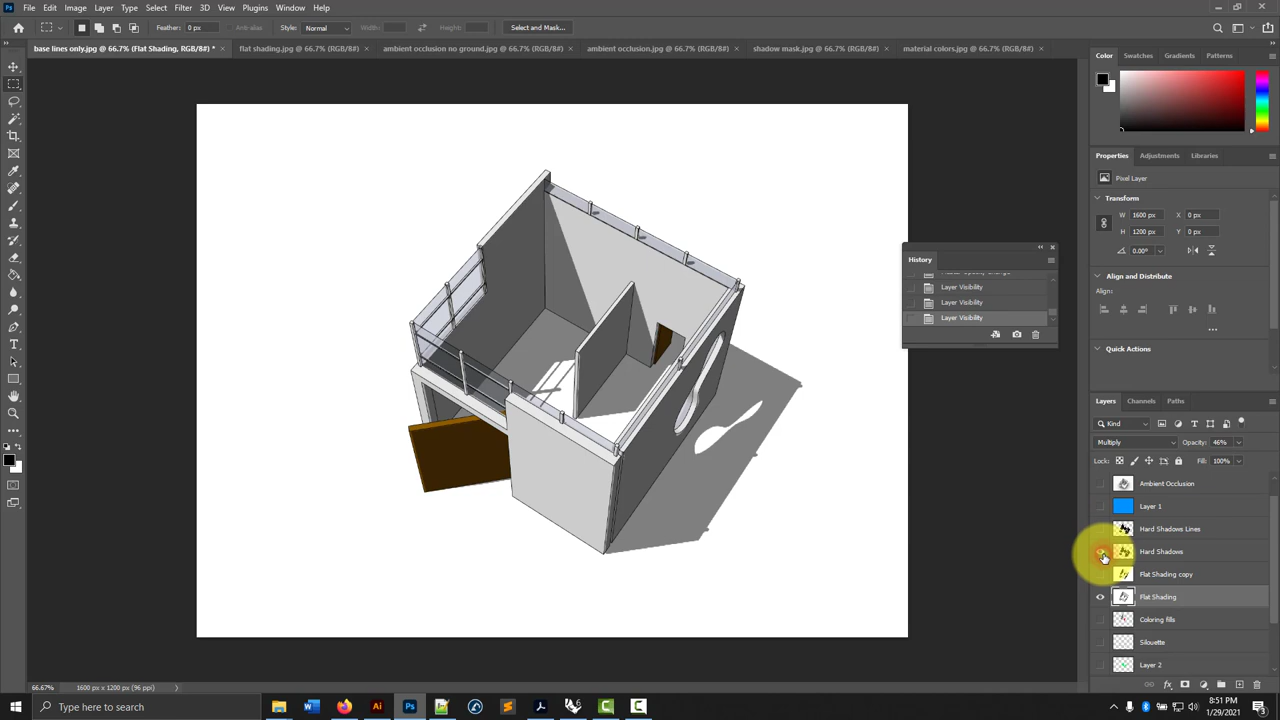 Ps File Edit Image Layer Type Select Filter 3D View Plugins Window Help
Feather: 0 px Anti-alias Style: Normal Width: Height: Select and Mask...
base lines only.jpg @ 66.7% (Flat Shading, RGB/8#) * × flat shading.jpg @ 66.7% (RGB/8#) × ambient occlusion no ground.jpg @ 66.7% (RGB/8#) × ambient occlusion.jpg @ 66.7% (RGB/8#) × shadow mask.jpg @ 66.7% (RGB/8#) × material colors.jpg @ 66.7% (RGB/8#) ×
Color Swatches Gradients Patterns
Properties Adjustments Libraries
Pixel Layer
Transform
W 1600 px X 0 px
H 1200 px Y 0 px
0.00°
Align and Distribute
Align:
...
Quick Actions
History
Layer Visibility
Layer Visibility
Layer Visibility
Layers Channels Paths
Kind
Multiply Opacity: 46%
Lock: Fill: 100%
Ambient Occlusion
Layer 1
Hard Shadows Lines
Hard Shadows
Flat Shading copy
Flat Shading
Coloring fills
Silouette
Layer 2
66.67% 1600 px x 1200 px (96 ppi)
Type here to search
8:51 PM
1/29/2021